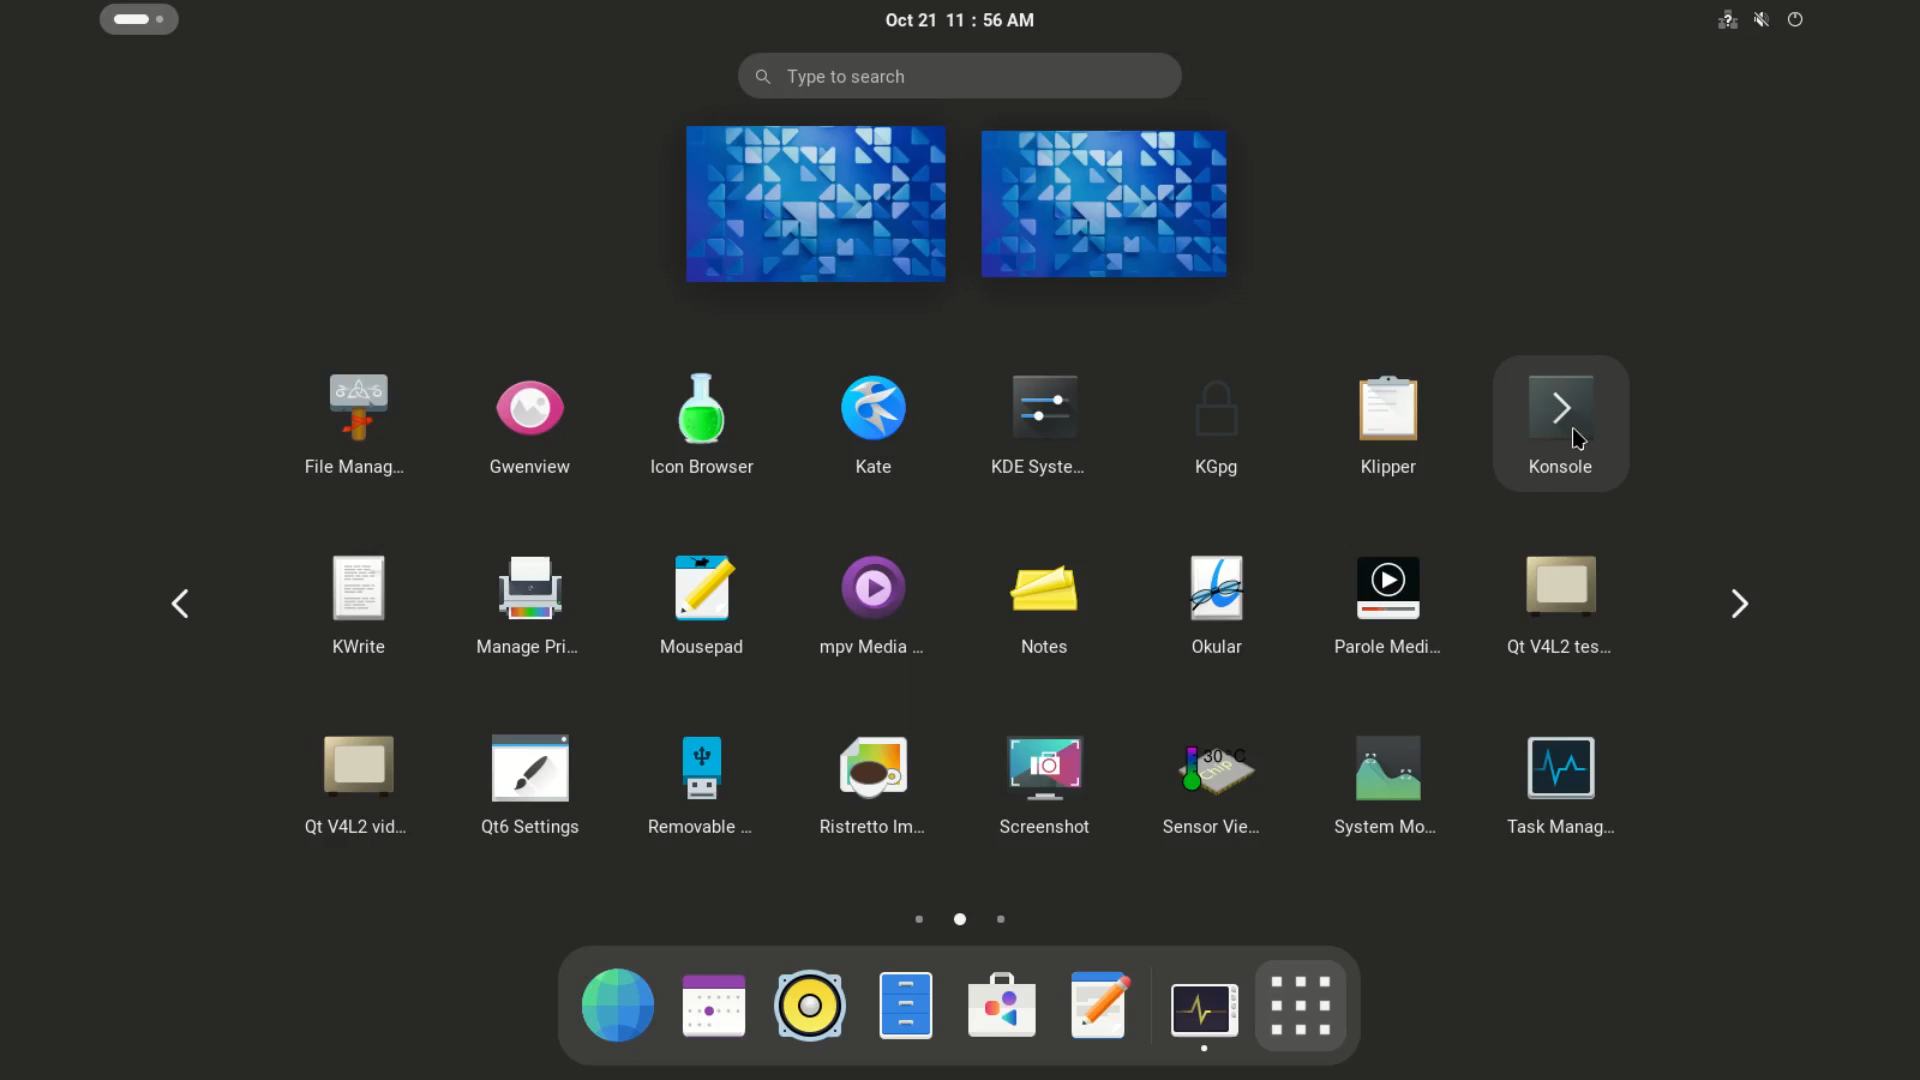 Oct 21 11 : 56 AM
Type to search
File Manag...
Gwenview
Icon Browser
Kate
KDE Syste...
KGpg
Klipper
Konsole
KWrite
Manage Pri...
Mousepad
mpv Media ...
Notes
Okular
Parole Medi...
Qt V4L2 tes...
30°C
Chip
Qt V4L2 vid...
Qt6 Settings
Removable ...
Ristretto Im...
Screenshot
Sensor Vie...
System Mo...
Task Manag...